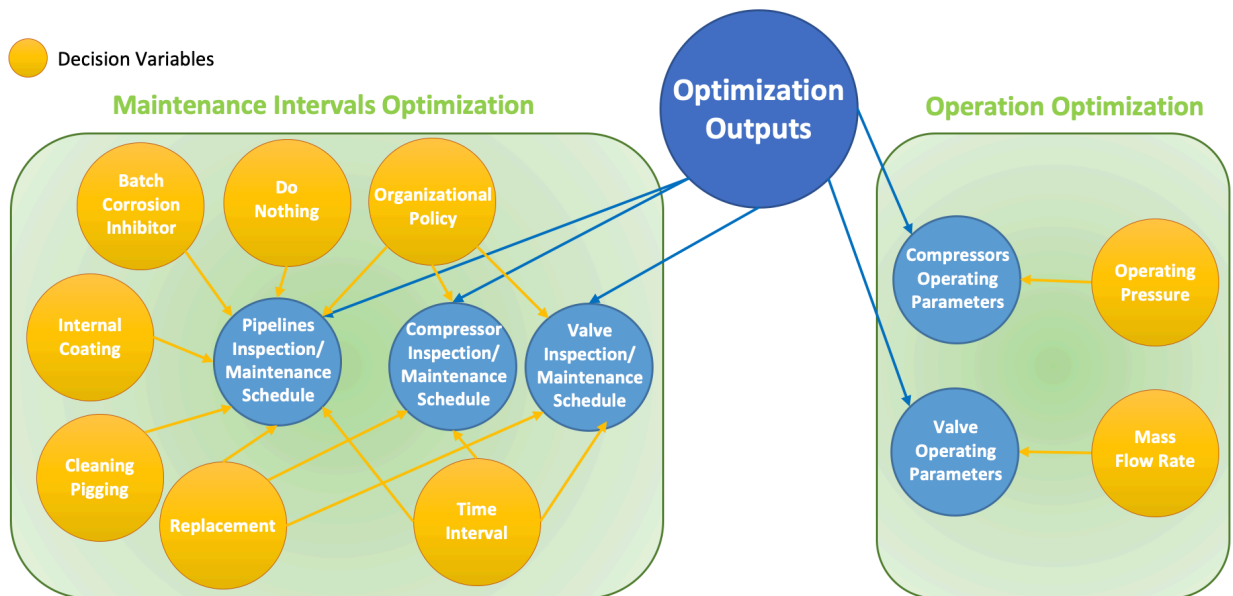 Decision Variables
Maintenance Intervals Optimization
Optimization
Outputs
Operation Optimization
Batch
Corrosion
Inhibitor
Do
Nothing
Organizational
Policy
Internal
Coating
Pipelines
Inspection/
Maintenance
Schedule
Compressor
Inspection/
Maintenance
Schedule
Valve
Inspection/
Maintenance
Schedule
Cleaning
Pigging
Replacement
Time
Interval
Compressors
Operating
Parameters
Operating
Pressure
Valve
Operating
Parameters
Mass
Flow Rate